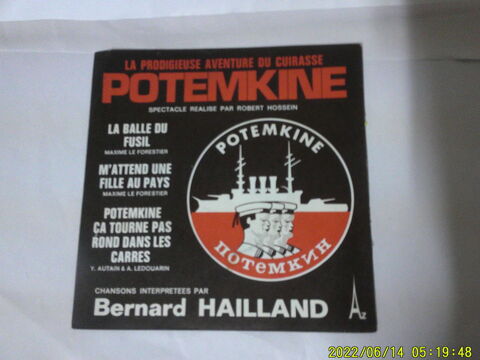 LA PRODIGIEUSE AVENTURE DU CUIRASSE
POTEMKINE
SPECTACLE REALISE PAR ROBERT HOSSEIN
LA BALLE DU
FUSIL
MAXIME LE FORESTIER
M'ATTEND UNE
FILLE AU PAYS
MAXIME LE FORESTIER
POTEMKINE
ÇA TOURNE PAS
ROND DANS LES
CARRES
Y. AUTAIN & A. LEDOUARIN
POTEMKINE
ПОТЕМКИН
CHANSONS INTERPRETEES PAR
Bernard HAILLAND
Az
2022/06/14 05:19:48